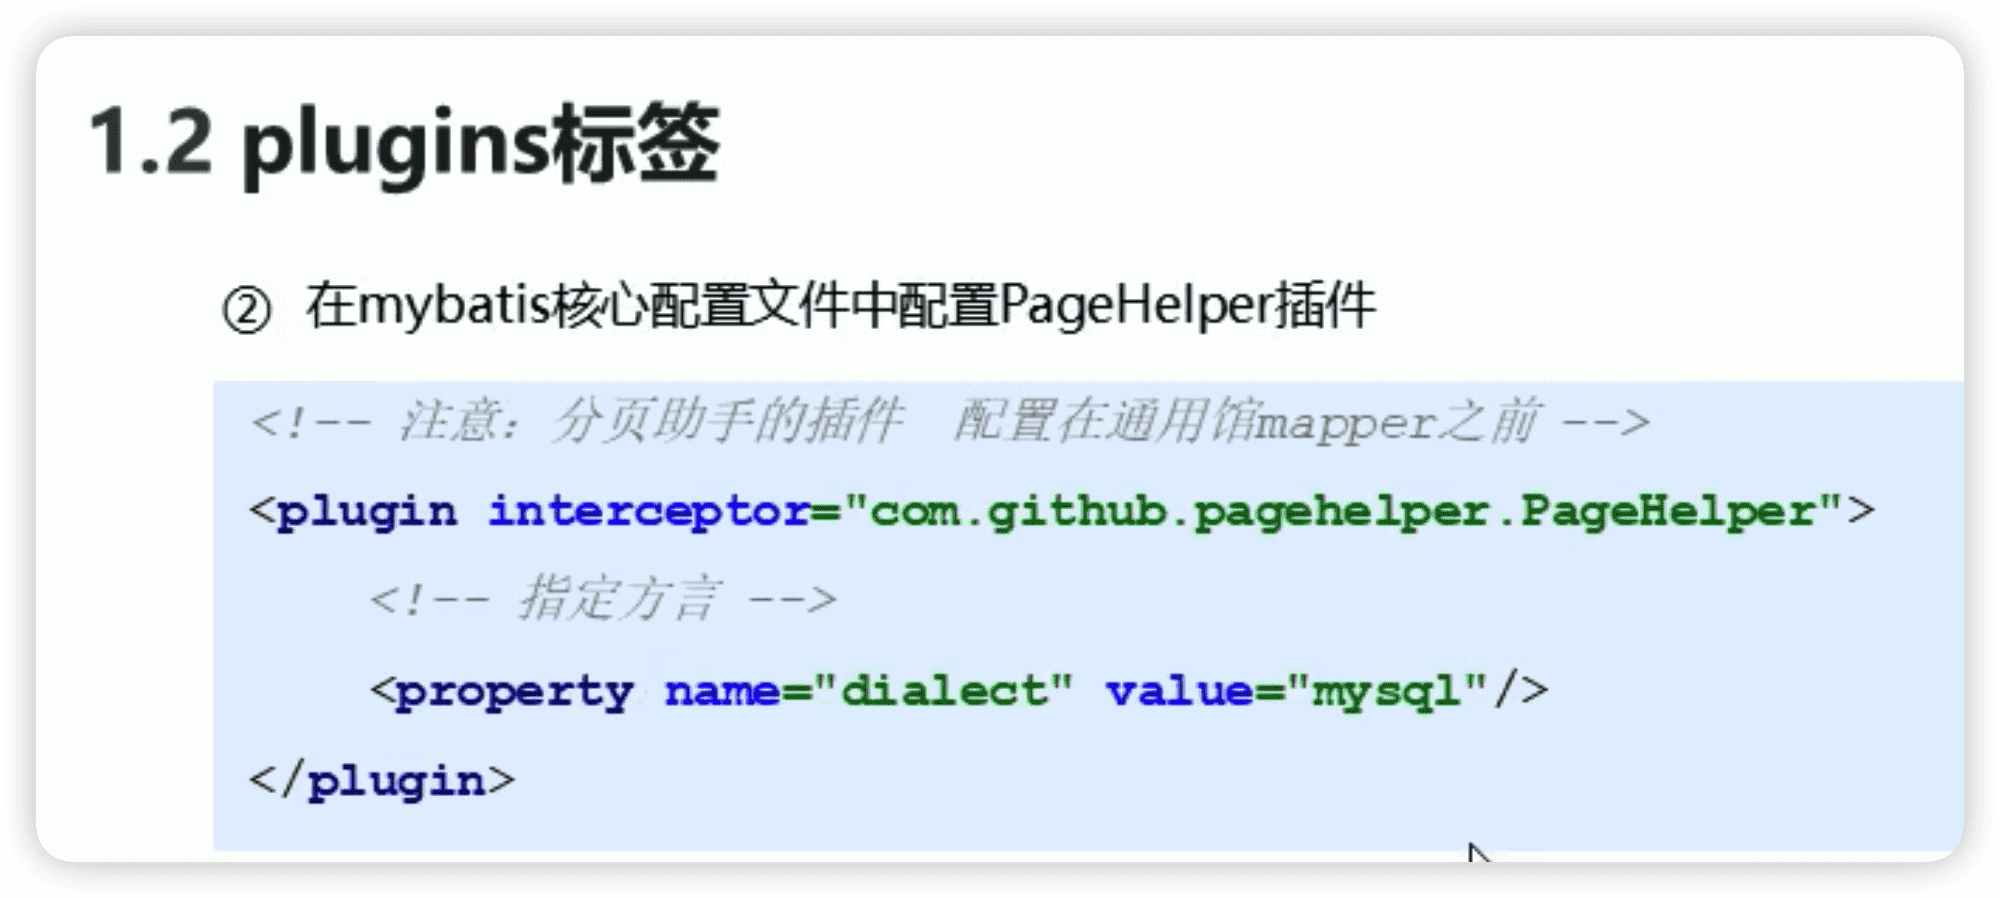 1.2 plugins标签
② 在mybatis核心配置文件中配置PageHelper插件
<!-- 注意：分页助手的插件  配置在通用馆mapper之前 -->
<plugin interceptor="com.github.pagehelper.PageHelper">
<!-- 指定方言 -->
<property name="dialect" value="mysql"/>
</plugin>